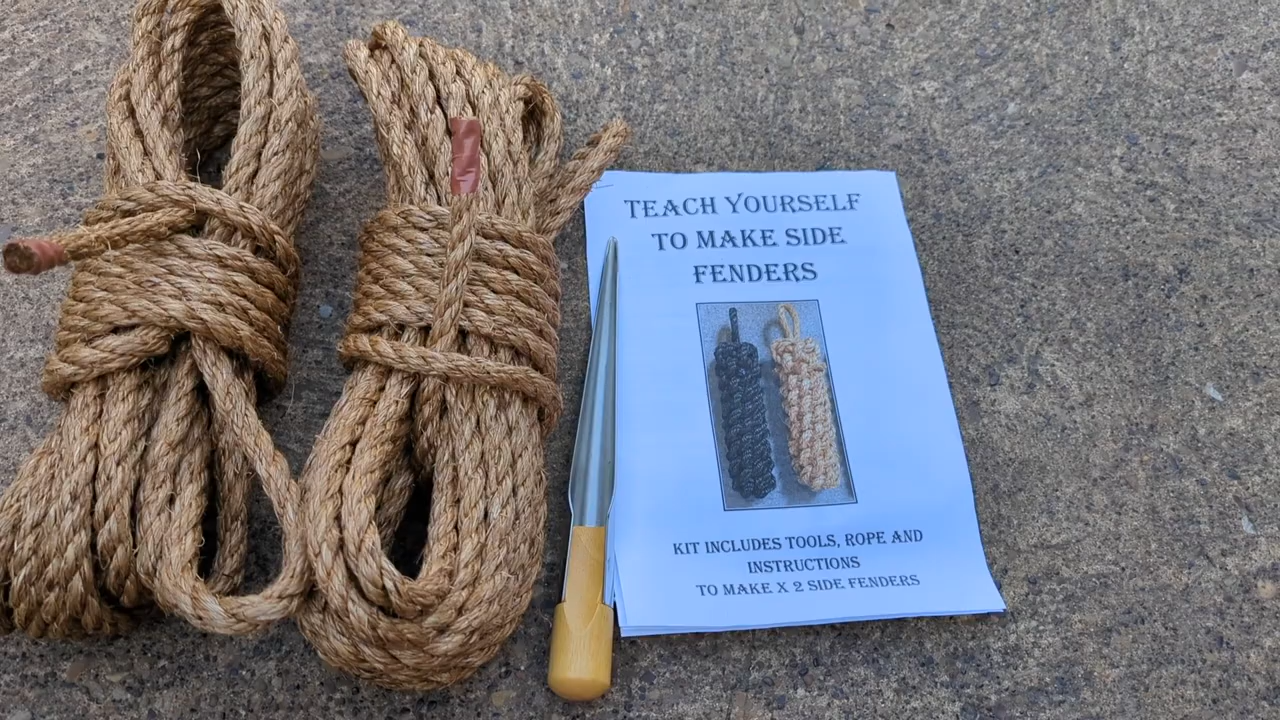 TEACH YOURSELF
TO MAKE SIDE
FENDERS
KIT INCLUDES TOOLS, ROPE AND
INSTRUCTIONS
TO MAKE X 2 SIDE FENDERS